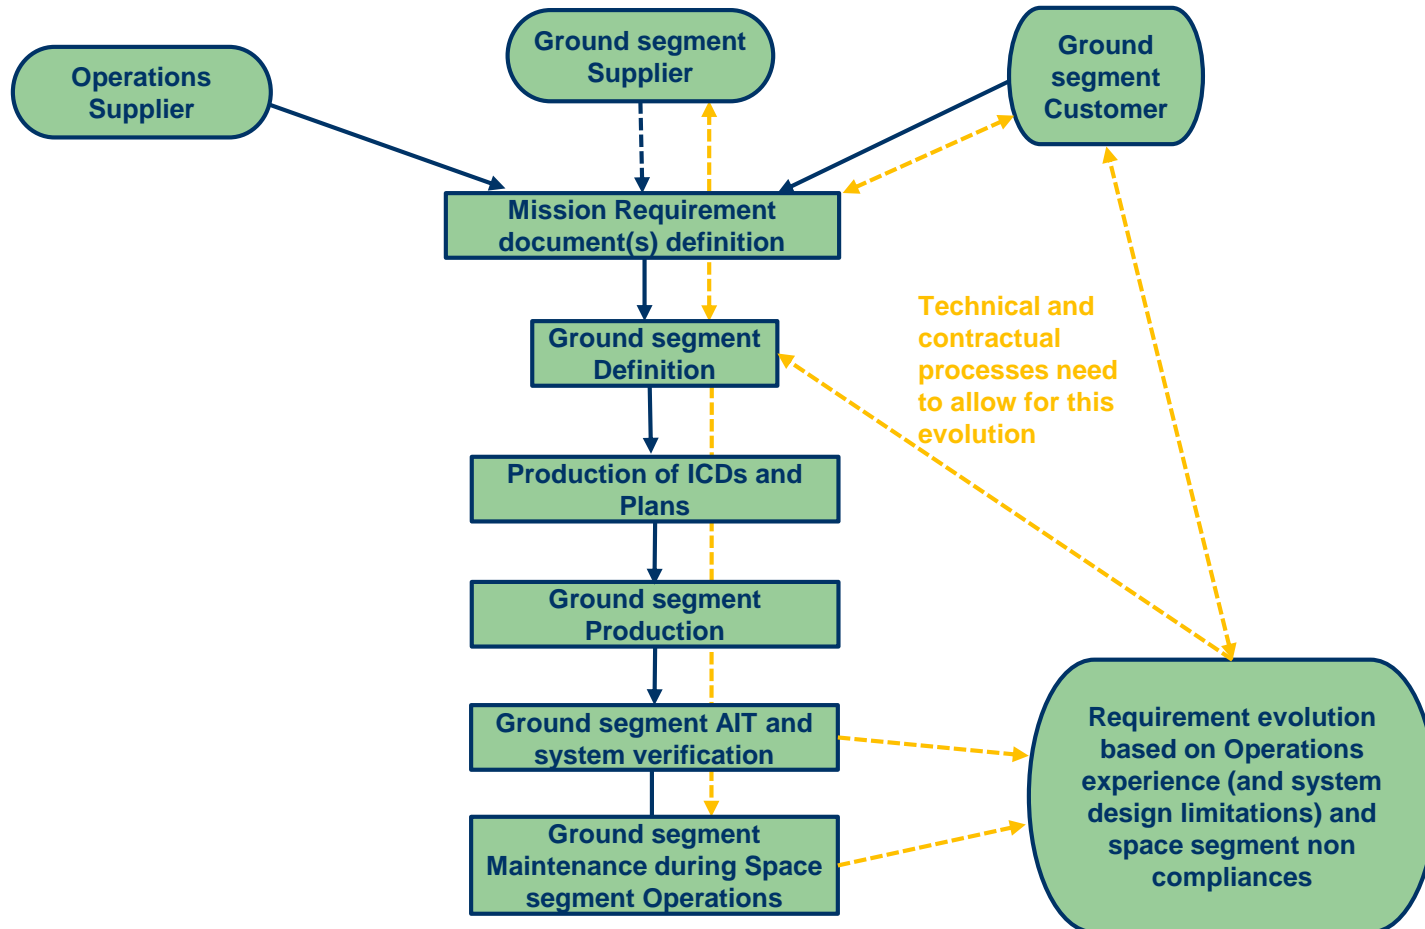 Operations
Supplier
Ground segment
Supplier
Ground
segment
Customer
Mission Requirement
document(s) definition
Ground segment
Definition
Technical and
contractual
processes need
to allow for this
evolution
Production of ICDs and
Plans
Ground segment
Production
Ground segment AIT and
system verification
Ground segment
Maintenance during Space
segment Operations
Requirement evolution
based on Operations
experience (and system
design limitations) and
space segment non
compliances